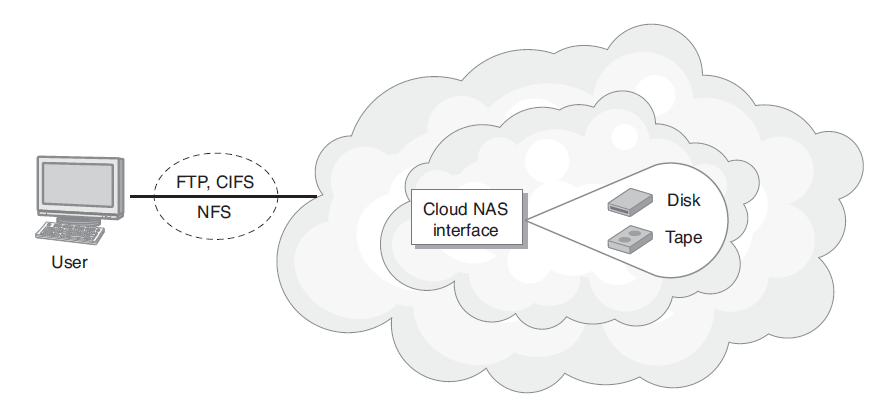 FTP, CIFS
NFS
User
Cloud NAS
interface
Disk
Tape